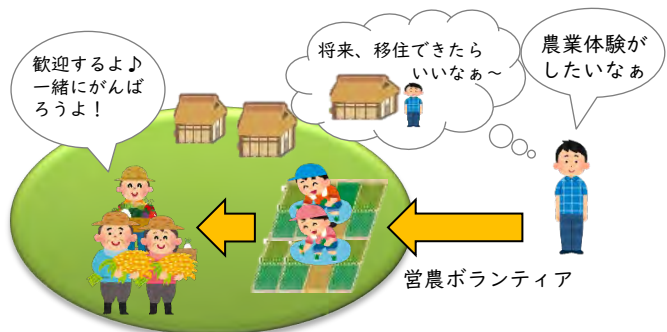 歓迎するよ♪
一緒にがんば
ろうよ！
将来、移住できたら
いいなぁ～
農業体験が
したいなぁ
営農ボランティア